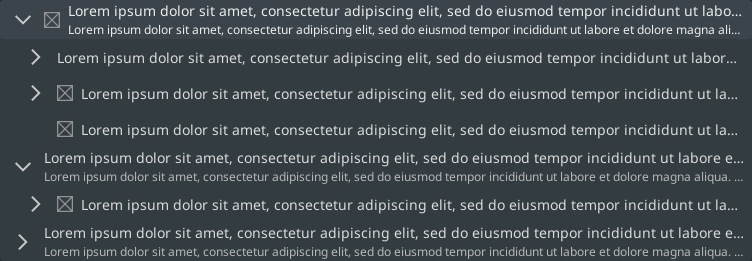 Lorem ipsum dolor sit amet, consectetur adipiscing elit, sed do eiusmod tempor incididunt ut labo...
Lorem ipsum dolor sit amet, consectetur adipiscing elit, sed do eiusmod tempor incididunt ut labore et dolore magna ali...
Lorem ipsum dolor sit amet, consectetur adipiscing elit, sed do eiusmod tempor incididunt ut labor...
Lorem ipsum dolor sit amet, consectetur adipiscing elit, sed do eiusmod tempor incididunt ut la...
Lorem ipsum dolor sit amet, consectetur adipiscing elit, sed do eiusmod tempor incididunt ut la...
Lorem ipsum dolor sit amet, consectetur adipiscing elit, sed do eiusmod tempor incididunt ut labore e...
Lorem ipsum dolor sit amet, consectetur adipiscing elit, sed do eiusmod tempor incididunt ut labore et dolore magna aliqua. ...
Lorem ipsum dolor sit amet, consectetur adipiscing elit, sed do eiusmod tempor incididunt ut la...
Lorem ipsum dolor sit amet, consectetur adipiscing elit, sed do eiusmod tempor incididunt ut labore e...
Lorem ipsum dolor sit amet, consectetur adipiscing elit, sed do eiusmod tempor incididunt ut labore et dolore magna aliqua. ...